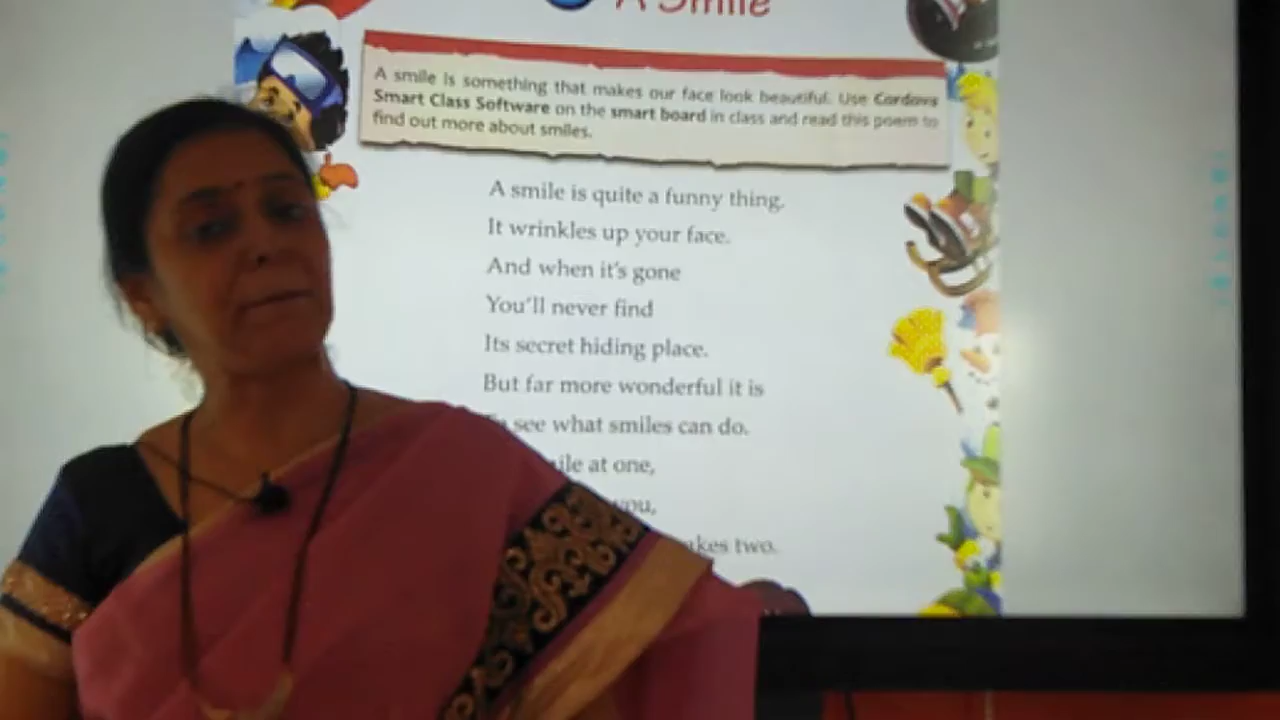 A Smile
A smile is something that makes our face look beautiful. Use Cordova
Smart Class Software on the smart board in class and read this poem to
find out more about smiles.
A smile is quite a funny thing.
It wrinkles up your face.
And when it's gone
You'll never find
Its secret hiding place.
But far more wonderful it is
see what smiles can do.
at one,
you,
two.